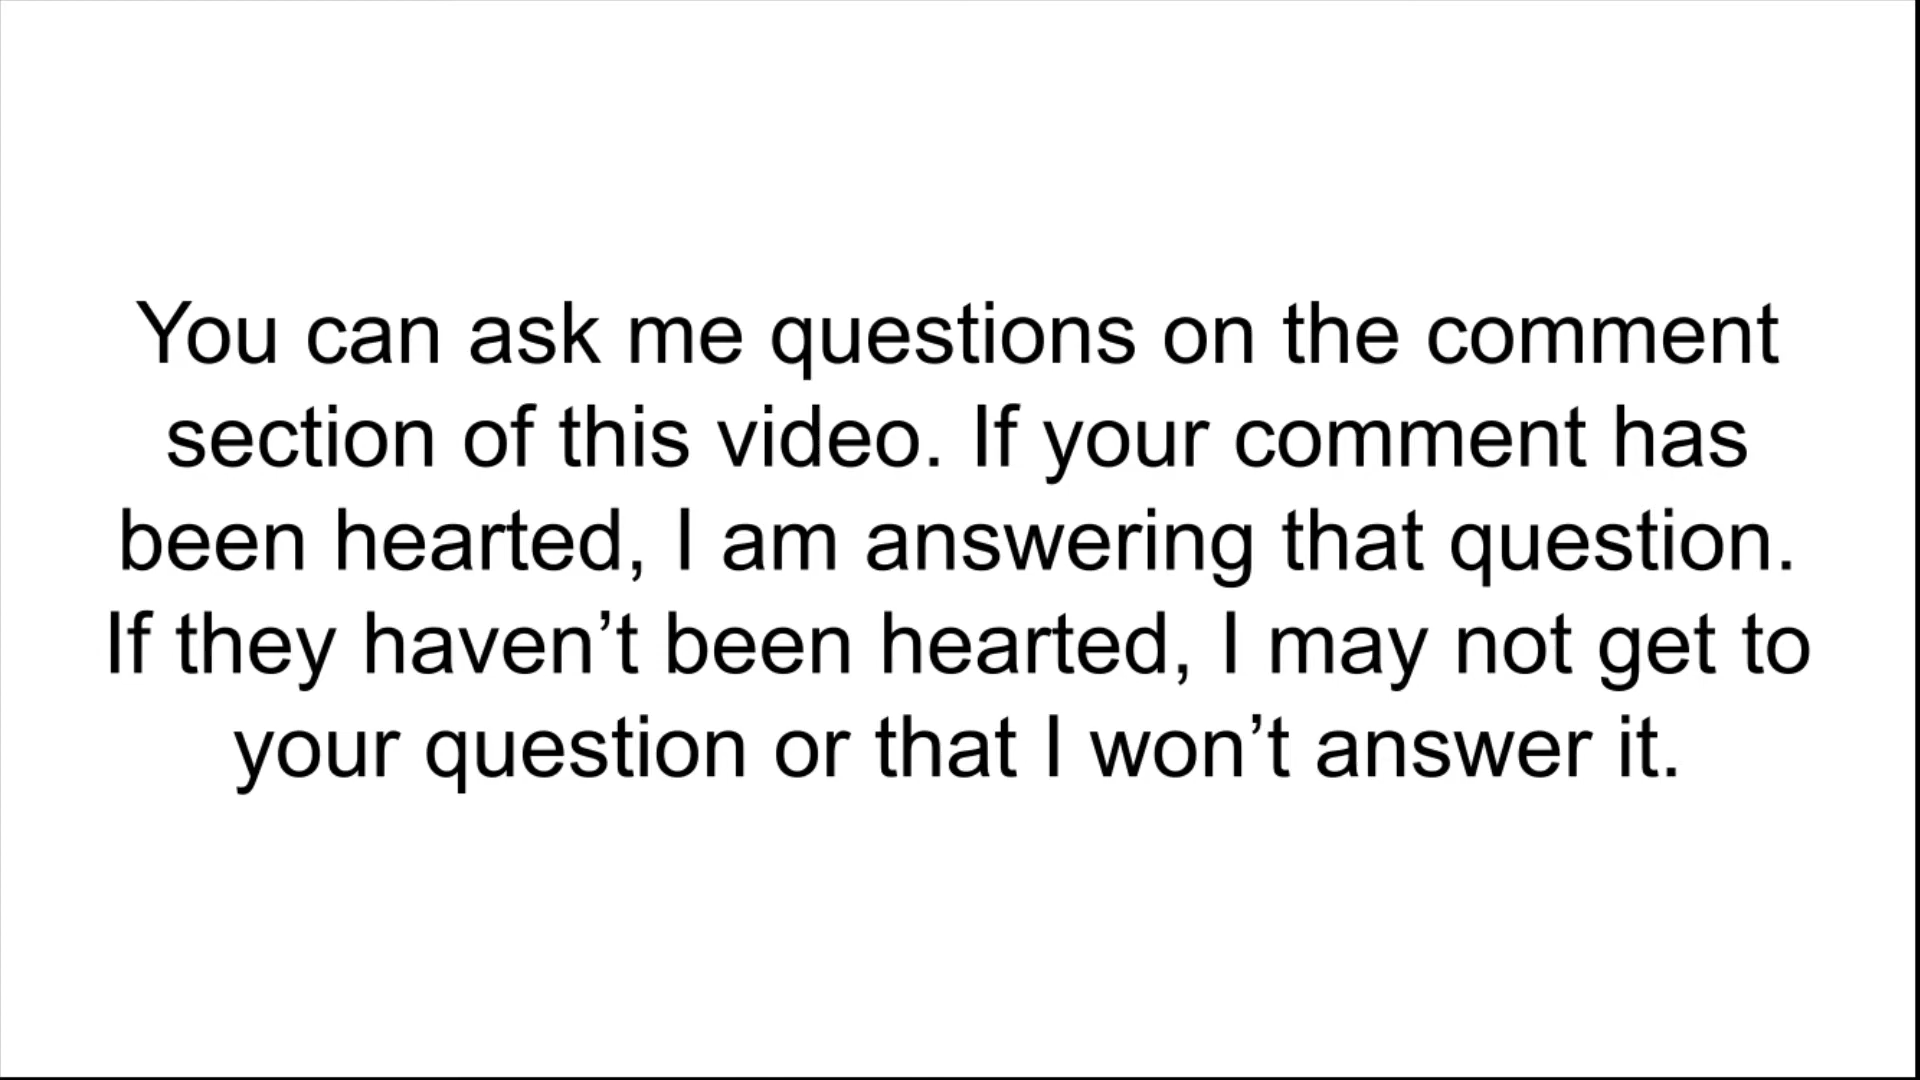 You can ask me questions on the comment
section of this video. If your comment has
been hearted, I am answering that question.
If they haven’t been hearted, I may not get to
your question or that I won’t answer it.